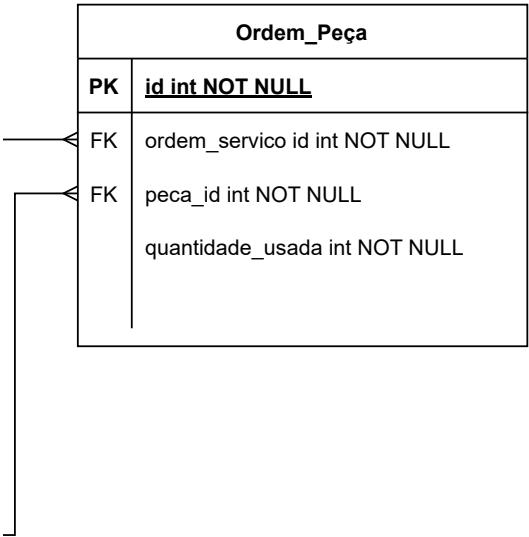 Ordem_Peça
PK id int NOT NULL
FK ordem_servico id int NOT NULL
FK peca_id int NOT NULL
quantidade_usada int NOT NULL